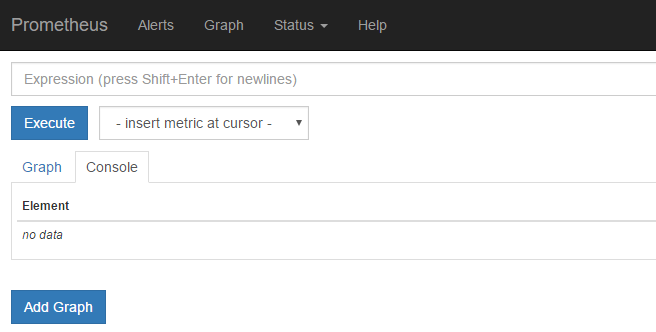 Prometheus Alerts Graph Status Help
Expression (press Shift+Enter for newlines)
Execute - insert metric at cursor -
Graph Console
Element
no data
Add Graph